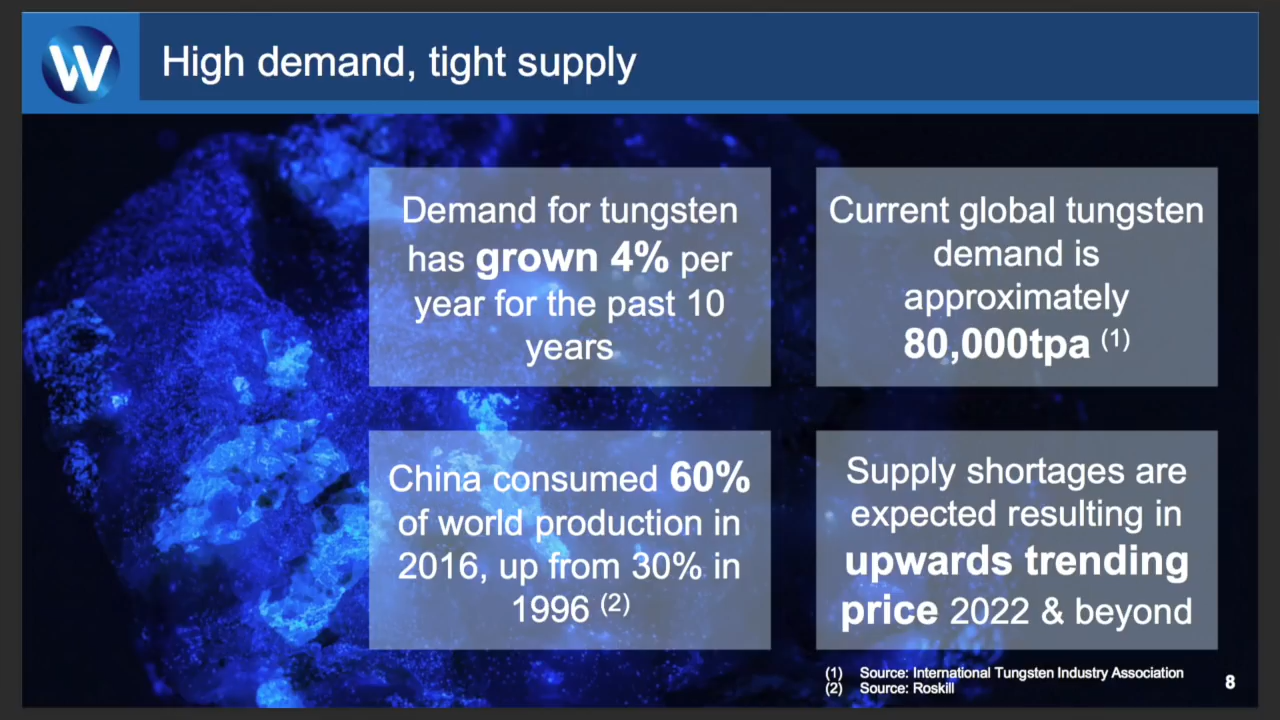 W
High demand, tight supply
Demand for tungsten
has grown 4% per
year for the past 10
years
Current global tungsten
demand is
approximately
80,000tpa (1)
China consumed 60%
of world production in
2016, up from 30% in
1996 (2)
Supply shortages are
expected resulting in
upwards trending
price 2022 & beyond
(1) Source: International Tungsten Industry Association
(2) Source: Roskill
8